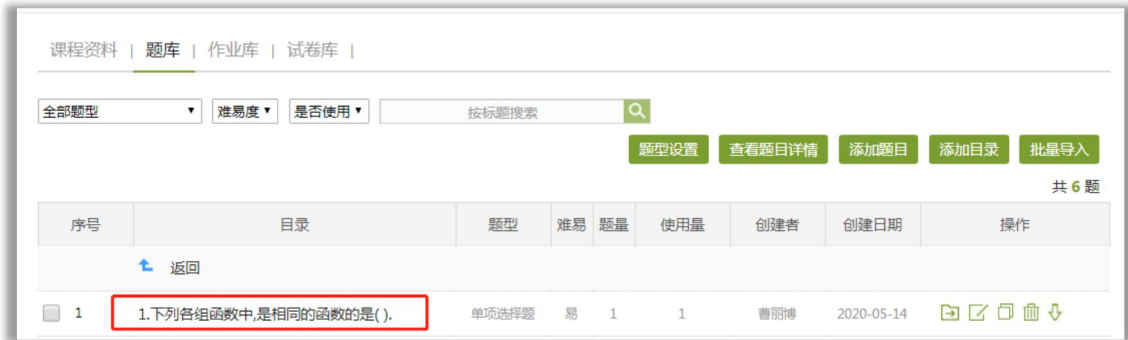 课程资料 | 题库 | 作业库 | 试卷库 |
全部题型 难易度 是否使用 按标题搜索
题型设置 查看题目详情 添加题目 添加目录 批量导入
共 6 题
序号 目录 题型 难易 题量 使用量 创建者 创建日期 操作
返回
1 1.下列各组函数中,是相同的函数的是( ). 单项选择题 易 1 1 曹丽博 2020-05-14